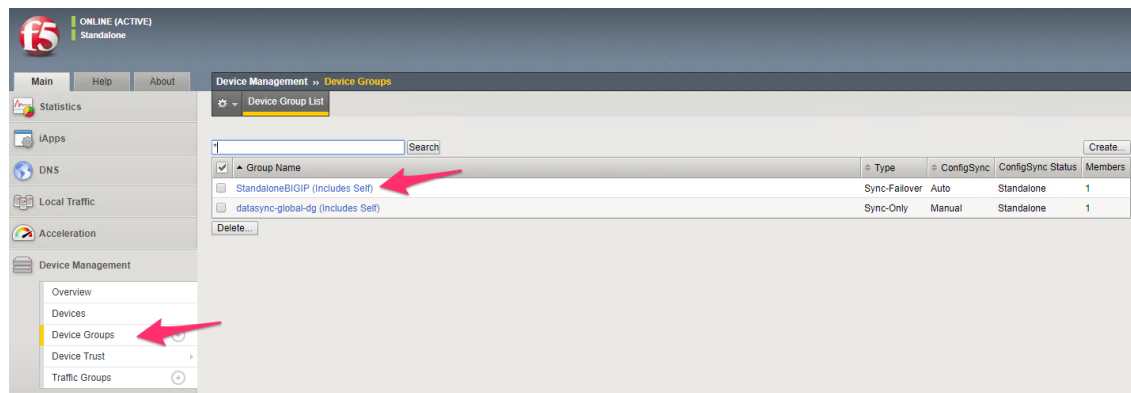 f5
ONLINE (ACTIVE)
Standalone
Main Help About
Device Management » Device Groups
Statistics
Device Group List
iApps
* Search Create...
Group Name Type ConfigSync ConfigSync Status Members
DNS
StandaloneBIGIP (Includes Self) Sync-Failover Auto Standalone 1
Local Traffic
datasync-global-dg (Includes Self) Sync-Only Manual Standalone 1
Delete...
Acceleration
Device Management
Overview
Devices
Device Groups
Device Trust
Traffic Groups